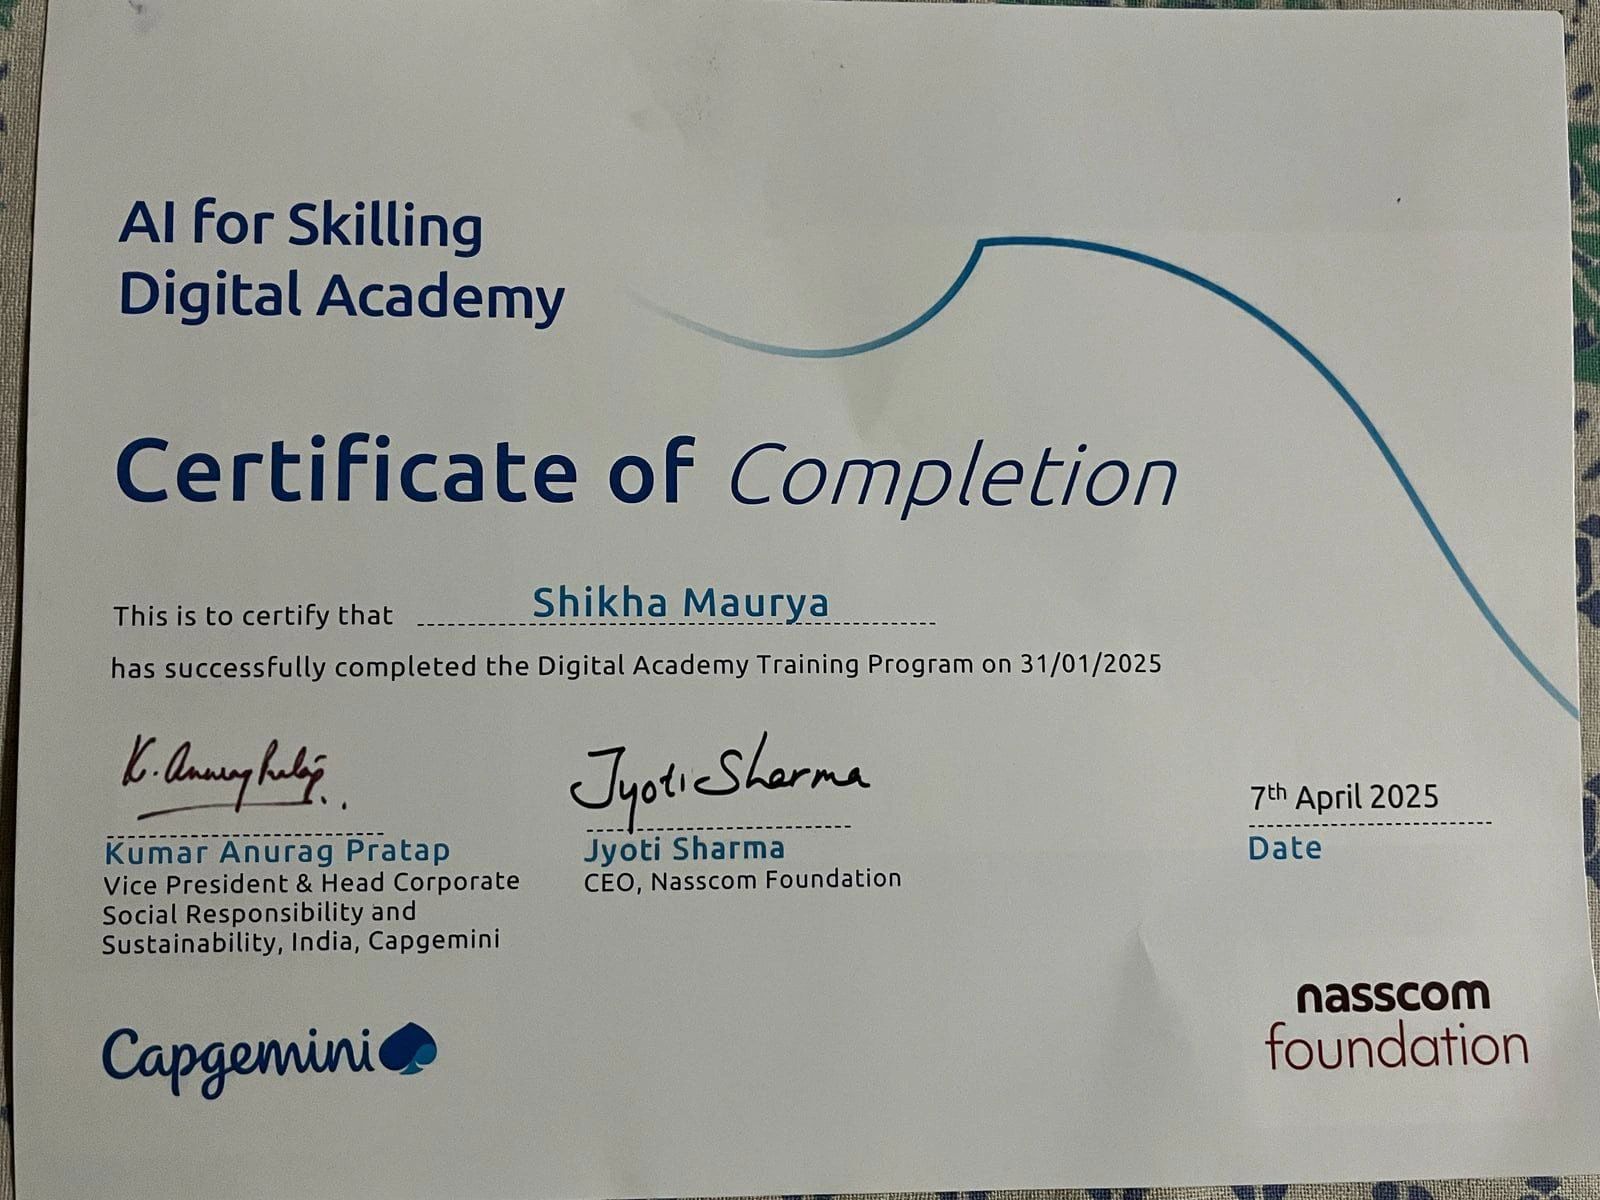 AI for Skilling
Digital Academy
Certificate of Completion
This is to certify that Shikha Maurya
has successfully completed the Digital Academy Training Program on 31/01/2025
K. Anurag Pratap
Jyoti Sharma
7th April 2025
Kumar Anurag Pratap
Vice President & Head Corporate
Social Responsibility and
Sustainability, India, Capgemini
Jyoti Sharma
CEO, Nasscom Foundation
Date
Capgemini
nasscom
foundation